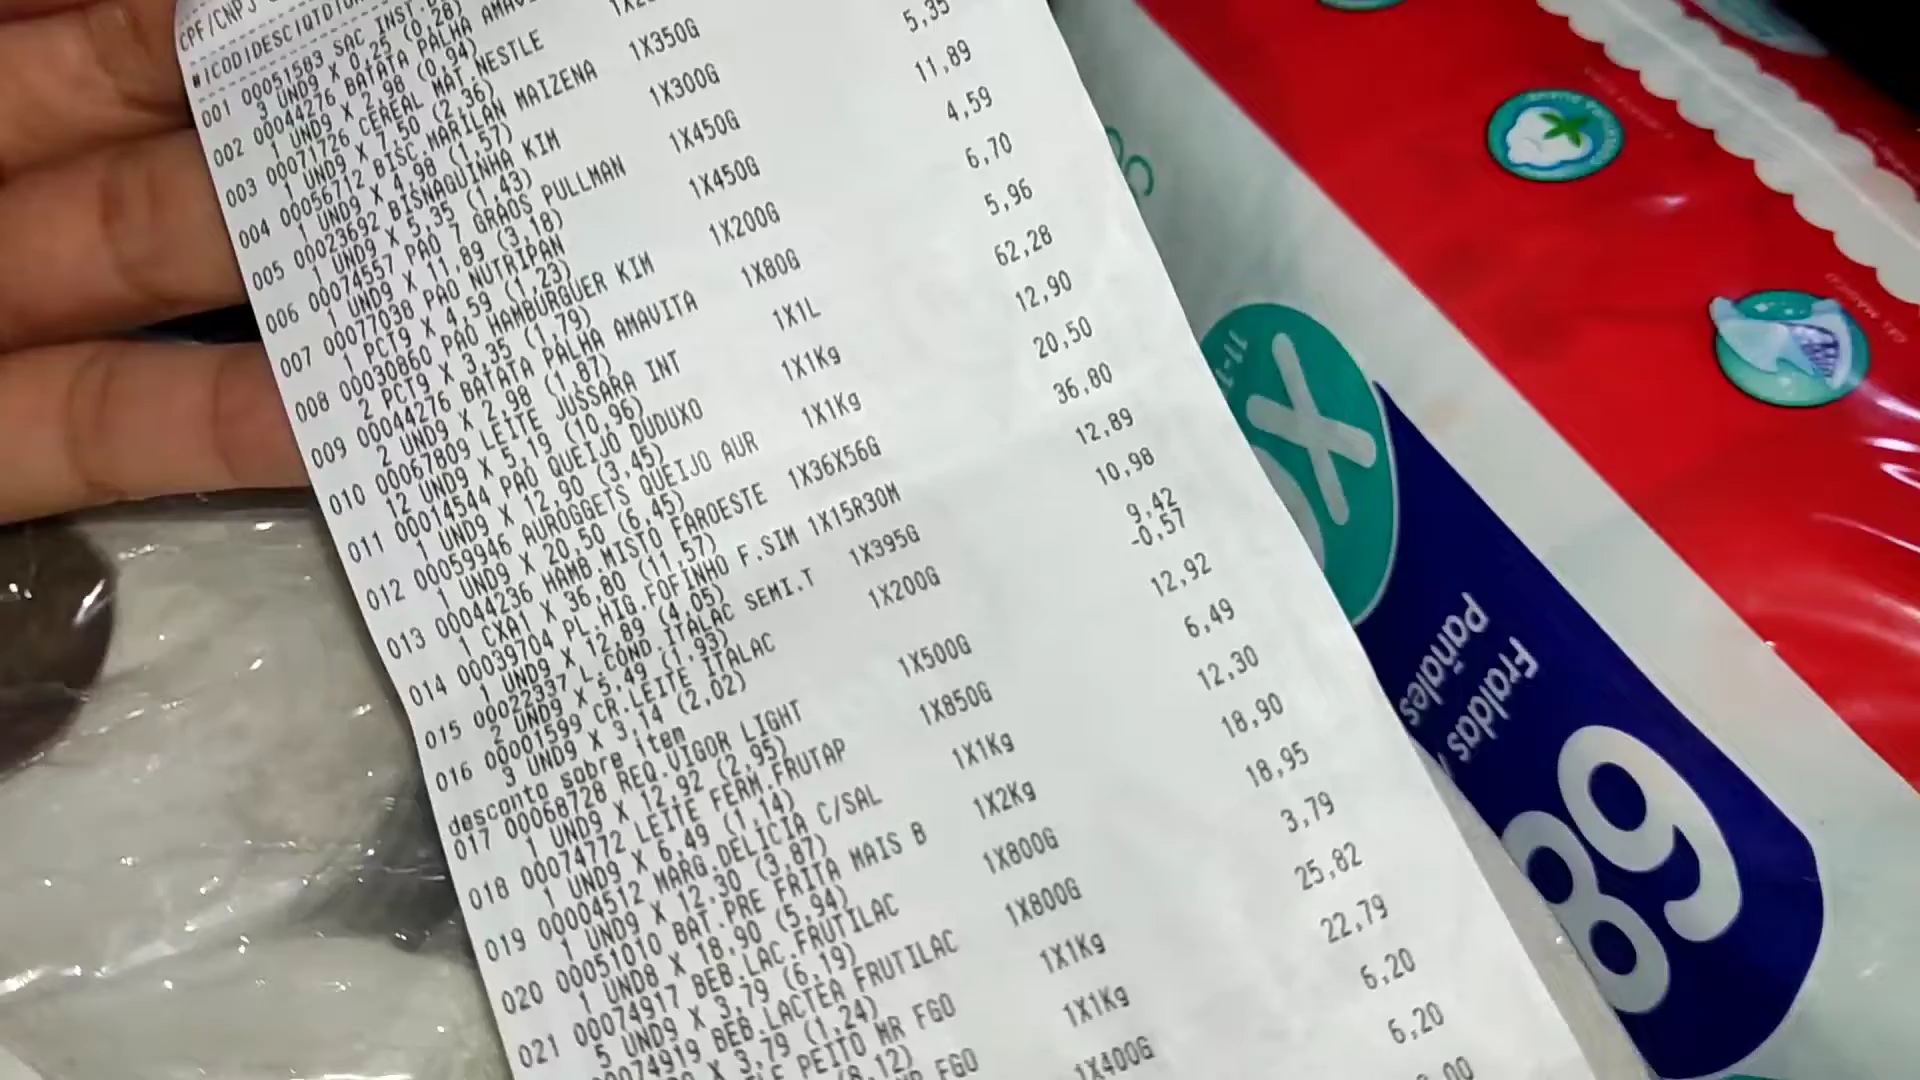 CPF/CNPJ
#|COD|DESC|QTD|UN
001 00051583 SAC INST.
3 UND9 X 0,25 (0,28)
002 00044276 BATATA PALHA AMAV
1 UND9 X 2,98 (0,94)
003 00071726 CEREAL MAT.NESTLE
1 UND9 X 7,50 (2,36)
004 00056712 BISC.MARILAN MAIZENA 1X350G
1 UND9 X 4,98 (1,57)
005 00023692 BISNAGUINHA KIM 1X300G 5,35
1 UND9 X 5,35 (1,43)
006 00074557 PAO 7 GRAOS PULLMAN 1X450G 11,89
1 UND9 X 11,89 (3,18)
007 00077038 PAO NUTRIPAN 1X450G 4,59
1 PCT9 X 4,59 (1,23)
008 00030860 PAO HAMBURGUER KIM 1X200G 6,70
2 PCT9 X 3,35 (1,79)
009 00044276 BATATA PALHA AMAVITA 1X80G 5,96
2 UND9 X 2,98 (1,87)
010 00067809 LEITE JUSSARA INT 1X1L 62,28
12 UND9 X 5,19 (10,96)
011 00014544 PAO QUEIJO DUDUXO 1X1Kg 12,90
1 UND9 X 12,90 (3,45)
012 00059946 AUROGGETS QUEIJO AUR 1X1Kg 20,50
1 UND9 X 20,50 (6,45)
013 00044236 HAMB.MISTO FAROESTE 1X36X56G 36,80
1 CXA1 X 36,80 (11,57)
014 00039704 PL.HIG.FOFINHO F.SIM 1X15R30M 12,89
1 UND9 X 12,89 (4,05)
015 00022337 L.COND.ITALAC SEMI.T 1X395G 10,98
2 UND9 X 5,49 (1,93)
016 00001599 CR.LEITE ITALAC 1X200G 9,42
3 UND9 X 3,14 (2,02)
desconto sobre item -0,57
017 00068728 REQ.VIGOR LIGHT 1X500G 12,92
1 UND9 X 12,92 (2,95)
018 00074772 LEITE FERM.FRUTAP 1X850G 6,49
1 UND9 X 6,49 (1,14)
019 00004512 MARG.DELICIA C/SAL 1X1Kg 12,30
1 UND9 X 12,30 (3,87)
020 00051010 BAT.PRE FRITA MAIS B 1X2Kg 18,90
1 UND8 X 18,90 (5,94)
021 00074917 BEB.LAC.FRUTILAC 1X800G 18,95
5 UND9 X 3,79 (6,19)
00074919 BEB.LACTEA FRUTILAC 1X800G 3,79
X 3,79 (1,24)
PEITO MR FGO 1X1Kg 25,82
(8,12)
FGO 1X1Kg 22,79
1X400G 6,20
6,20
X
11-1
Fraldas
Pañales
68